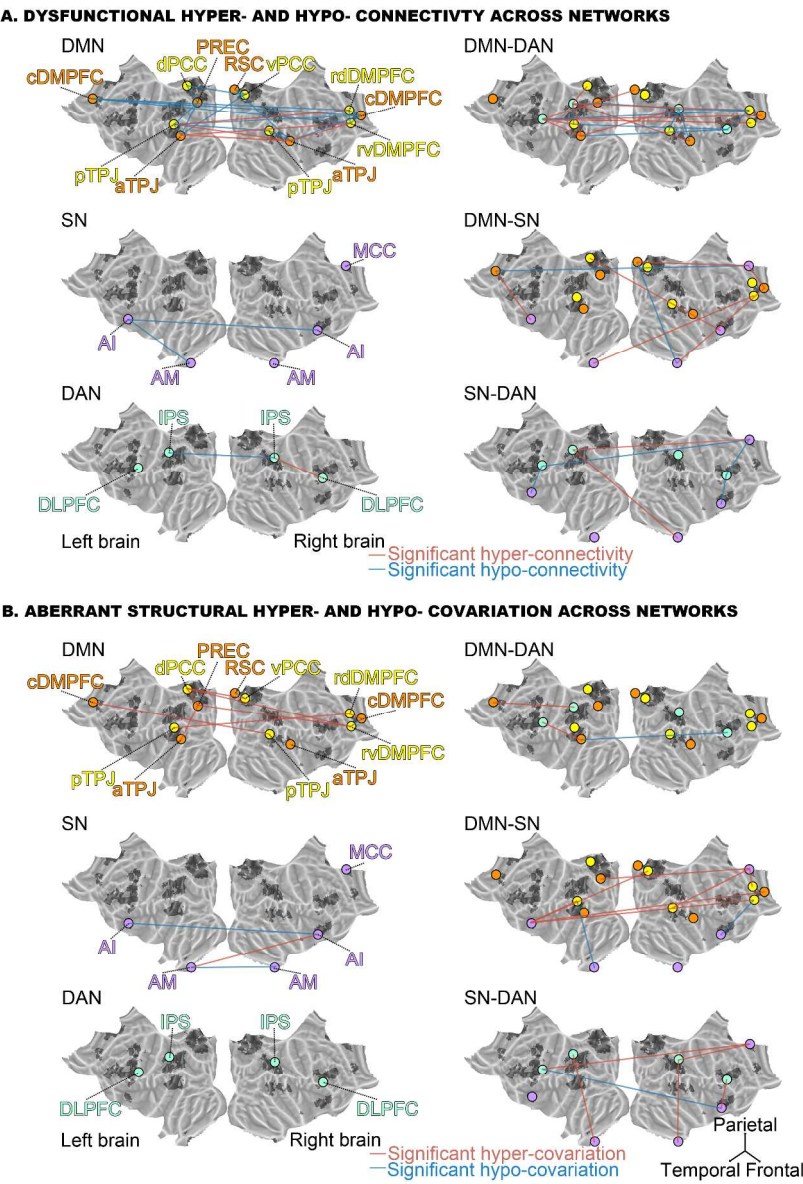 A. DYSFUNCTIONAL HYPER- AND HYPO- CONNECTIVTY ACROSS NETWORKS
DMN
DMN-DAN
PREC
dPCC
RSC
vPCC
cDMPFC
rdDMPFC
cDMPFC
rvDMPFC
pTPJ
aTPJ
pTPJ
aTPJ
SN
DMN-SN
MCC
AI
AI
AM
AM
DAN
SN-DAN
IPS
IPS
DLPFC
DLPFC
Left brain
Right brain
Significant hyper-connectivity
Significant hypo-connectivity
B. ABERRANT STRUCTURAL HYPER- AND HYPO- COVARIATION ACROSS NETWORKS
DMN
DMN-DAN
PREC
dPCC
RSC
vPCC
cDMPFC
rdDMPFC
cDMPFC
rvDMPFC
pTPJ
aTPJ
pTPJ
aTPJ
SN
DMN-SN
MCC
AI
AI
AM
AM
DAN
SN-DAN
IPS
IPS
DLPFC
DLPFC
Left brain
Right brain
Significant hyper-covariation
Significant hypo-covariation
Parietal
Temporal Frontal